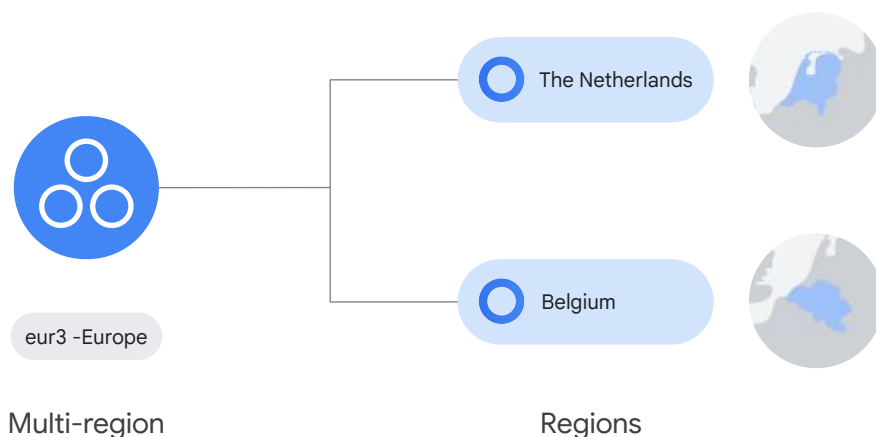 The Netherlands
Belgium
eur3 -Europe
Multi-region
Regions